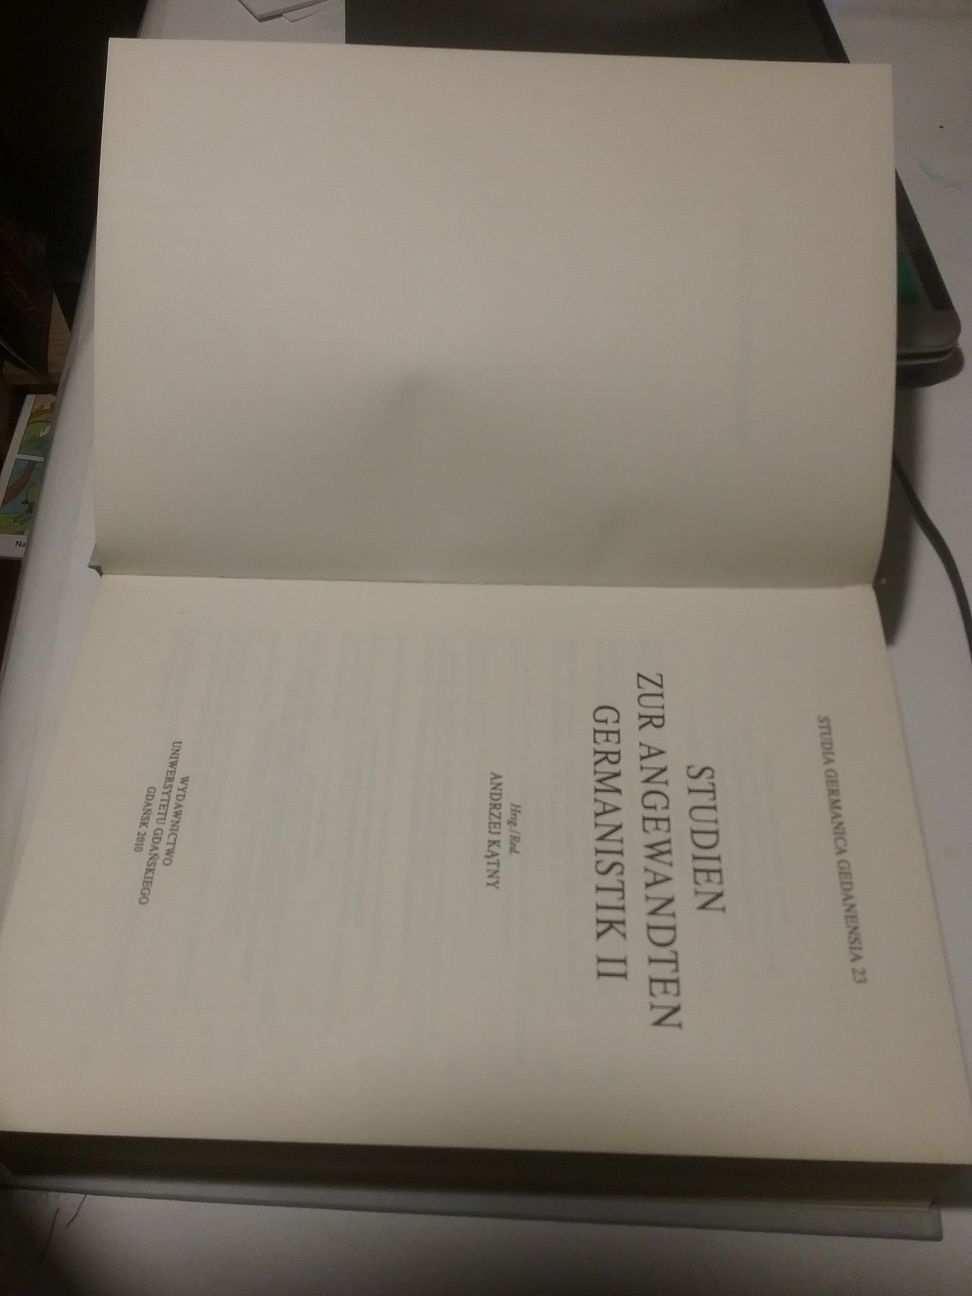 STUDIA GERMANICA GEDANENSIA 23
STUDIEN
ZUR ANGEWANDTEN
GERMANISTIK II
Hrsg./Red.
ANDRZEJ KĄTNY
WYDAWNICTWO
UNIWERSYTETU GDAŃSKIEGO
GDAŃSK 2010